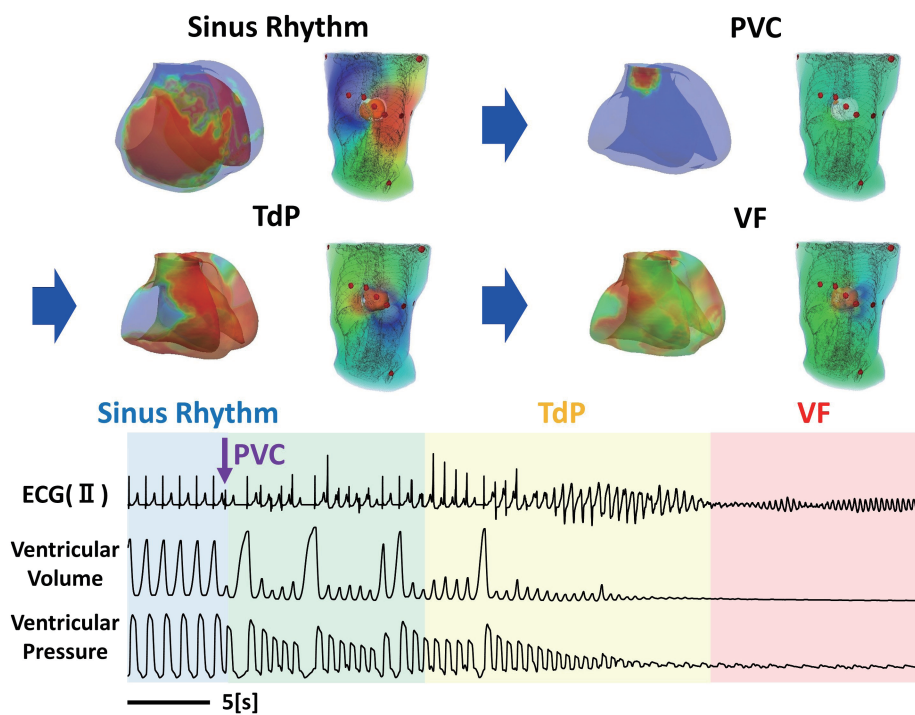 Sinus Rhythm
PVC
TdP
VF
Sinus Rhythm
TdP
VF
PVC
ECG(Ⅱ)
Ventricular
Volume
Ventricular
Pressure
5[s]